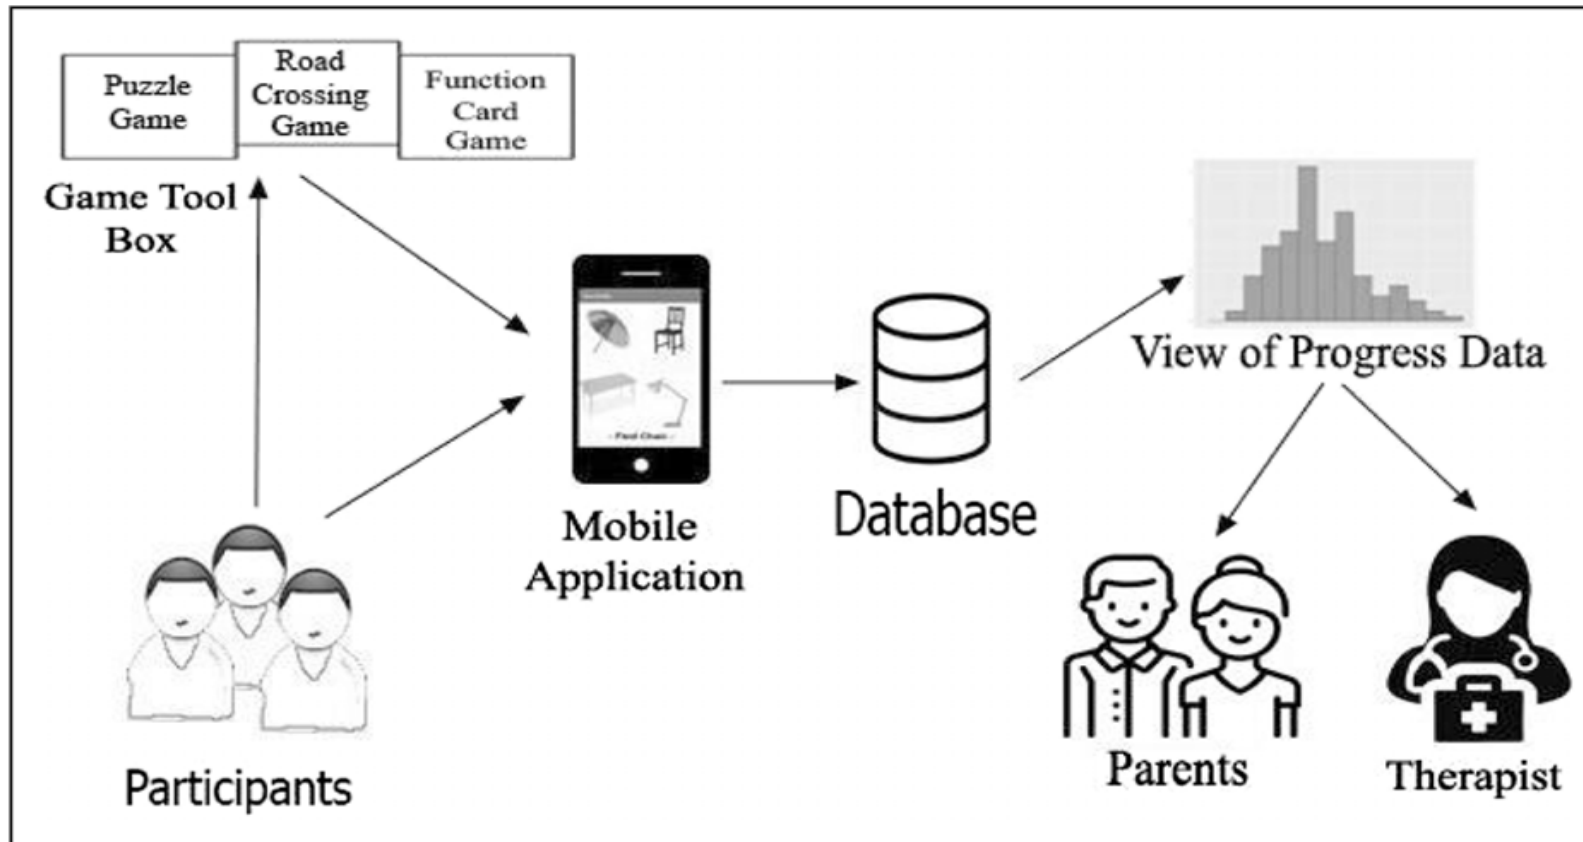 Puzzle
Game
Road
Crossing
Game
Function
Card
Game
Game Tool
Box
Mobile
Application
Database
View of Progress Data
Participants
Parents
Therapist